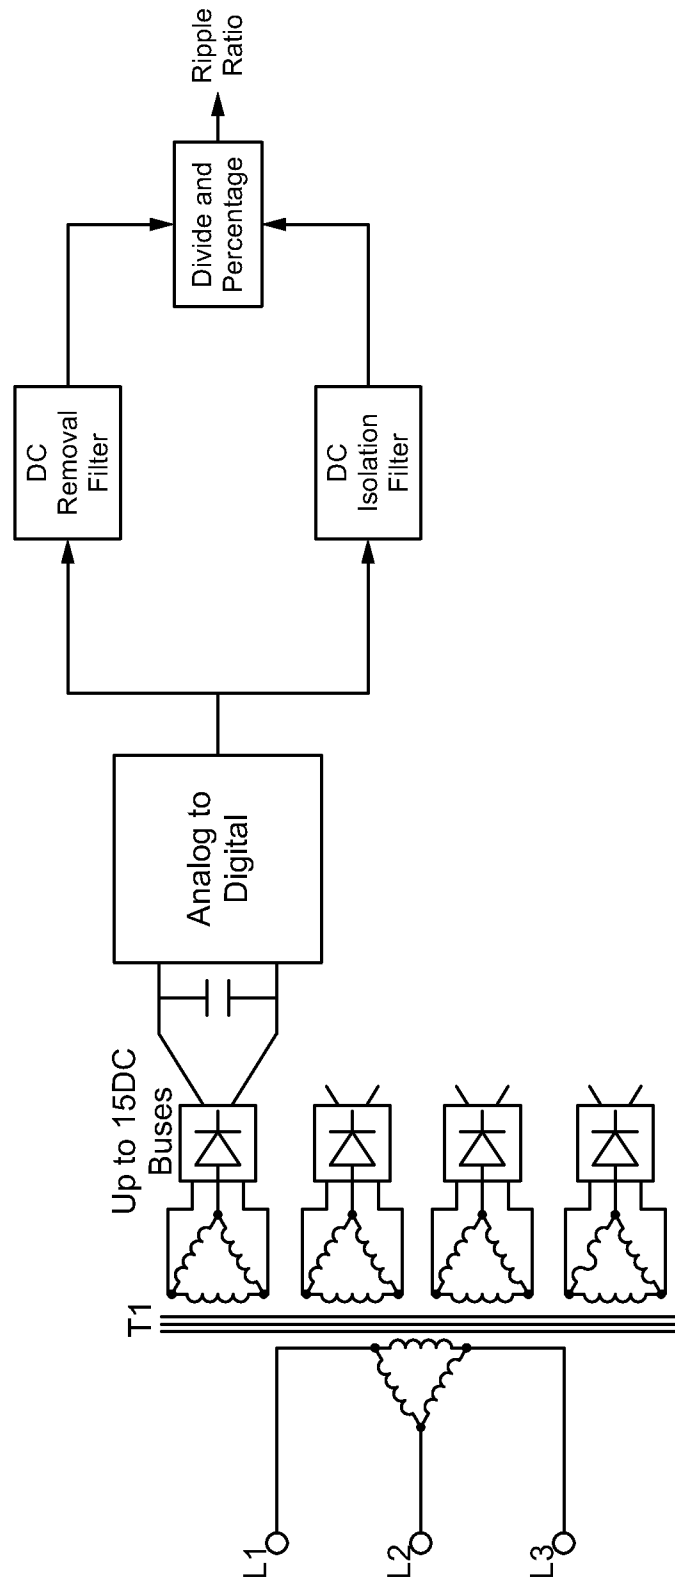 L1
L2
L3
T1
Up to 15DC
Buses
Analog to
Digital
DC
Removal
Filter
DC
Isolation
Filter
Divide and
Percentage
Ripple
Ratio